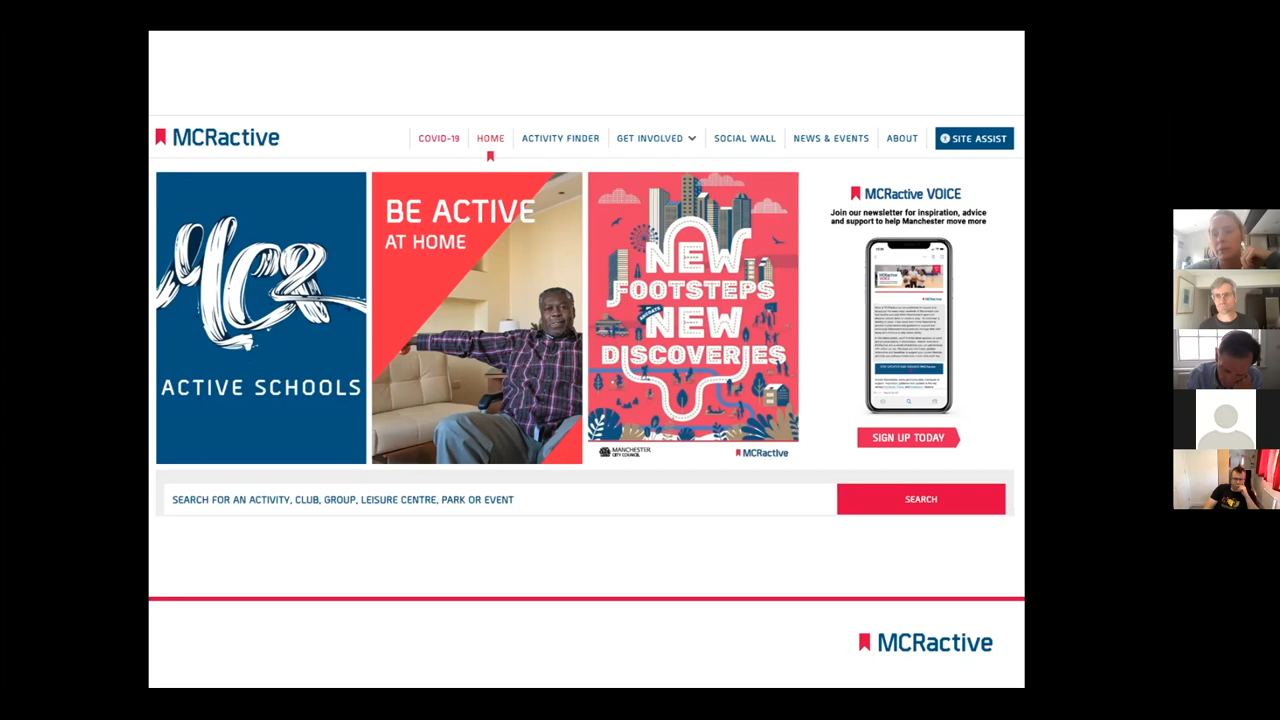 MCRactive
COVID-19
HOME
ACTIVITY FINDER
GET INVOLVED
SOCIAL WALL
NEWS & EVENTS
ABOUT
SITE ASSIST
MCR
ACTIVE SCHOOLS
BE ACTIVE
AT HOME
NEW
FOOTSTEPS
NEW
DISCOVERIES
MANCHESTER
CITY COUNCIL
MCRactive
MCRactive VOICE
Join our newsletter for inspiration, advice
and support to help Manchester move more
SIGN UP TODAY
SEARCH FOR AN ACTIVITY, CLUB, GROUP, LEISURE CENTRE, PARK OR EVENT
SEARCH
MCRactive